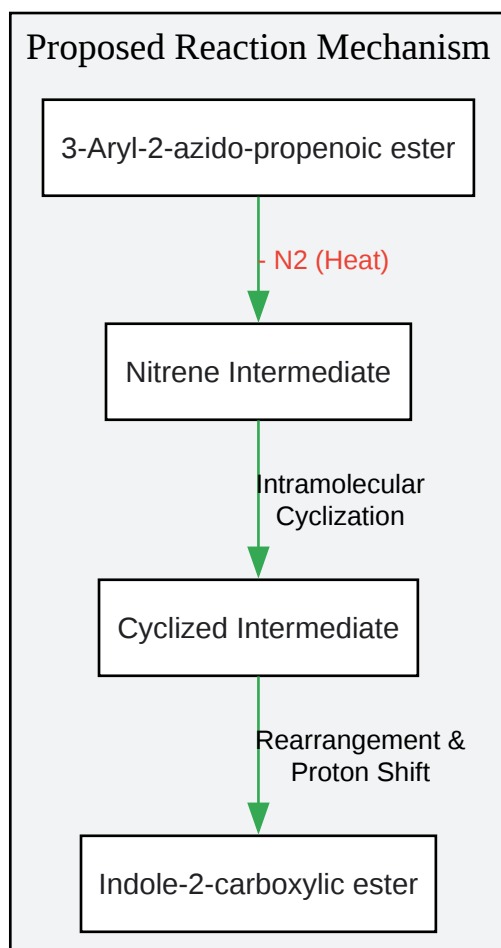 Proposed Reaction Mechanism
3-Aryl-2-azido-propenoic ester
- N2 (Heat)
Nitrene Intermediate
Intramolecular
Cyclization
Cyclized Intermediate
Rearrangement &
Proton Shift
Indole-2-carboxylic ester